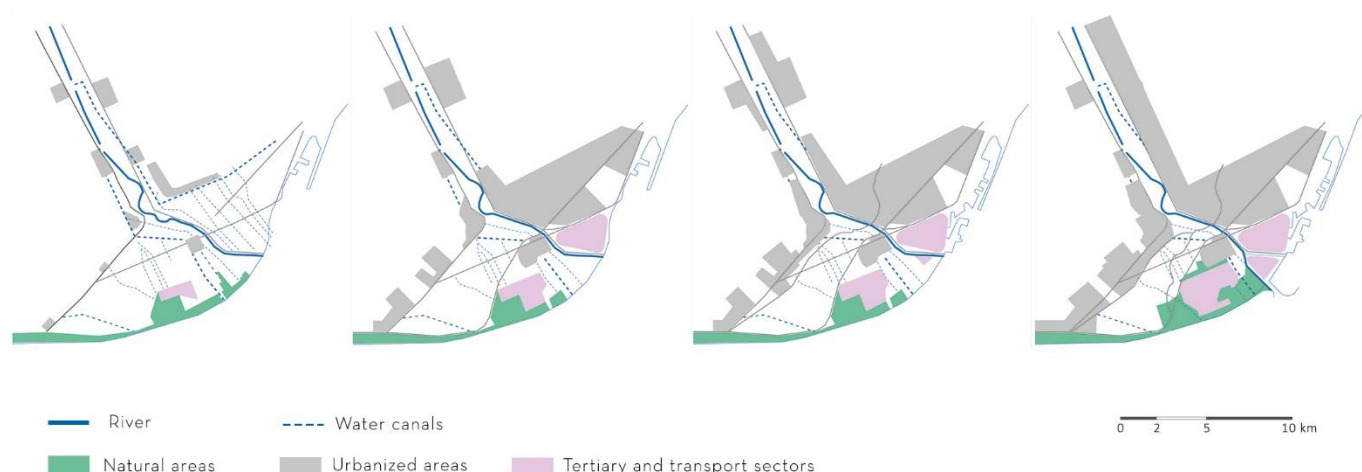 River
Water canals
0 2 5 10 km
Natural areas
Urbanized areas
Tertiary and transport sectors